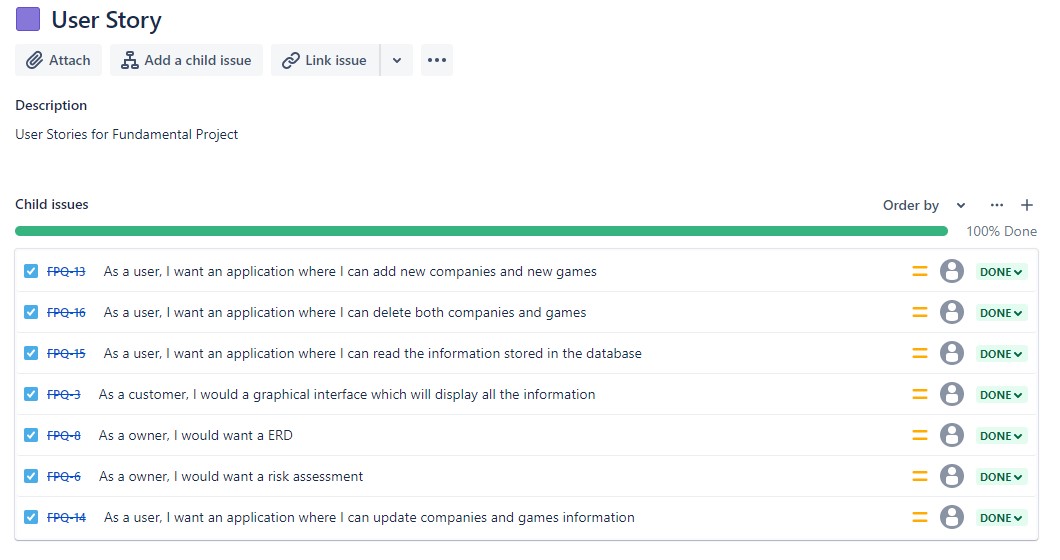 User Story
Attach Add a child issue Link issue
Description
User Stories for Fundamental Project
Child issues Order by
100% Done
FPQ-13 As a user, I want an application where I can add new companies and new games DONE
FPQ-16 As a user, I want an application where I can delete both companies and games DONE
FPQ-15 As a user, I want an application where I can read the information stored in the database DONE
FPQ-3 As a customer, I would a graphical interface which will display all the information DONE
FPQ-8 As a owner, I would want a ERD DONE
FPQ-6 As a owner, I would want a risk assessment DONE
FPQ-14 As a user, I want an application where I can update companies and games information DONE